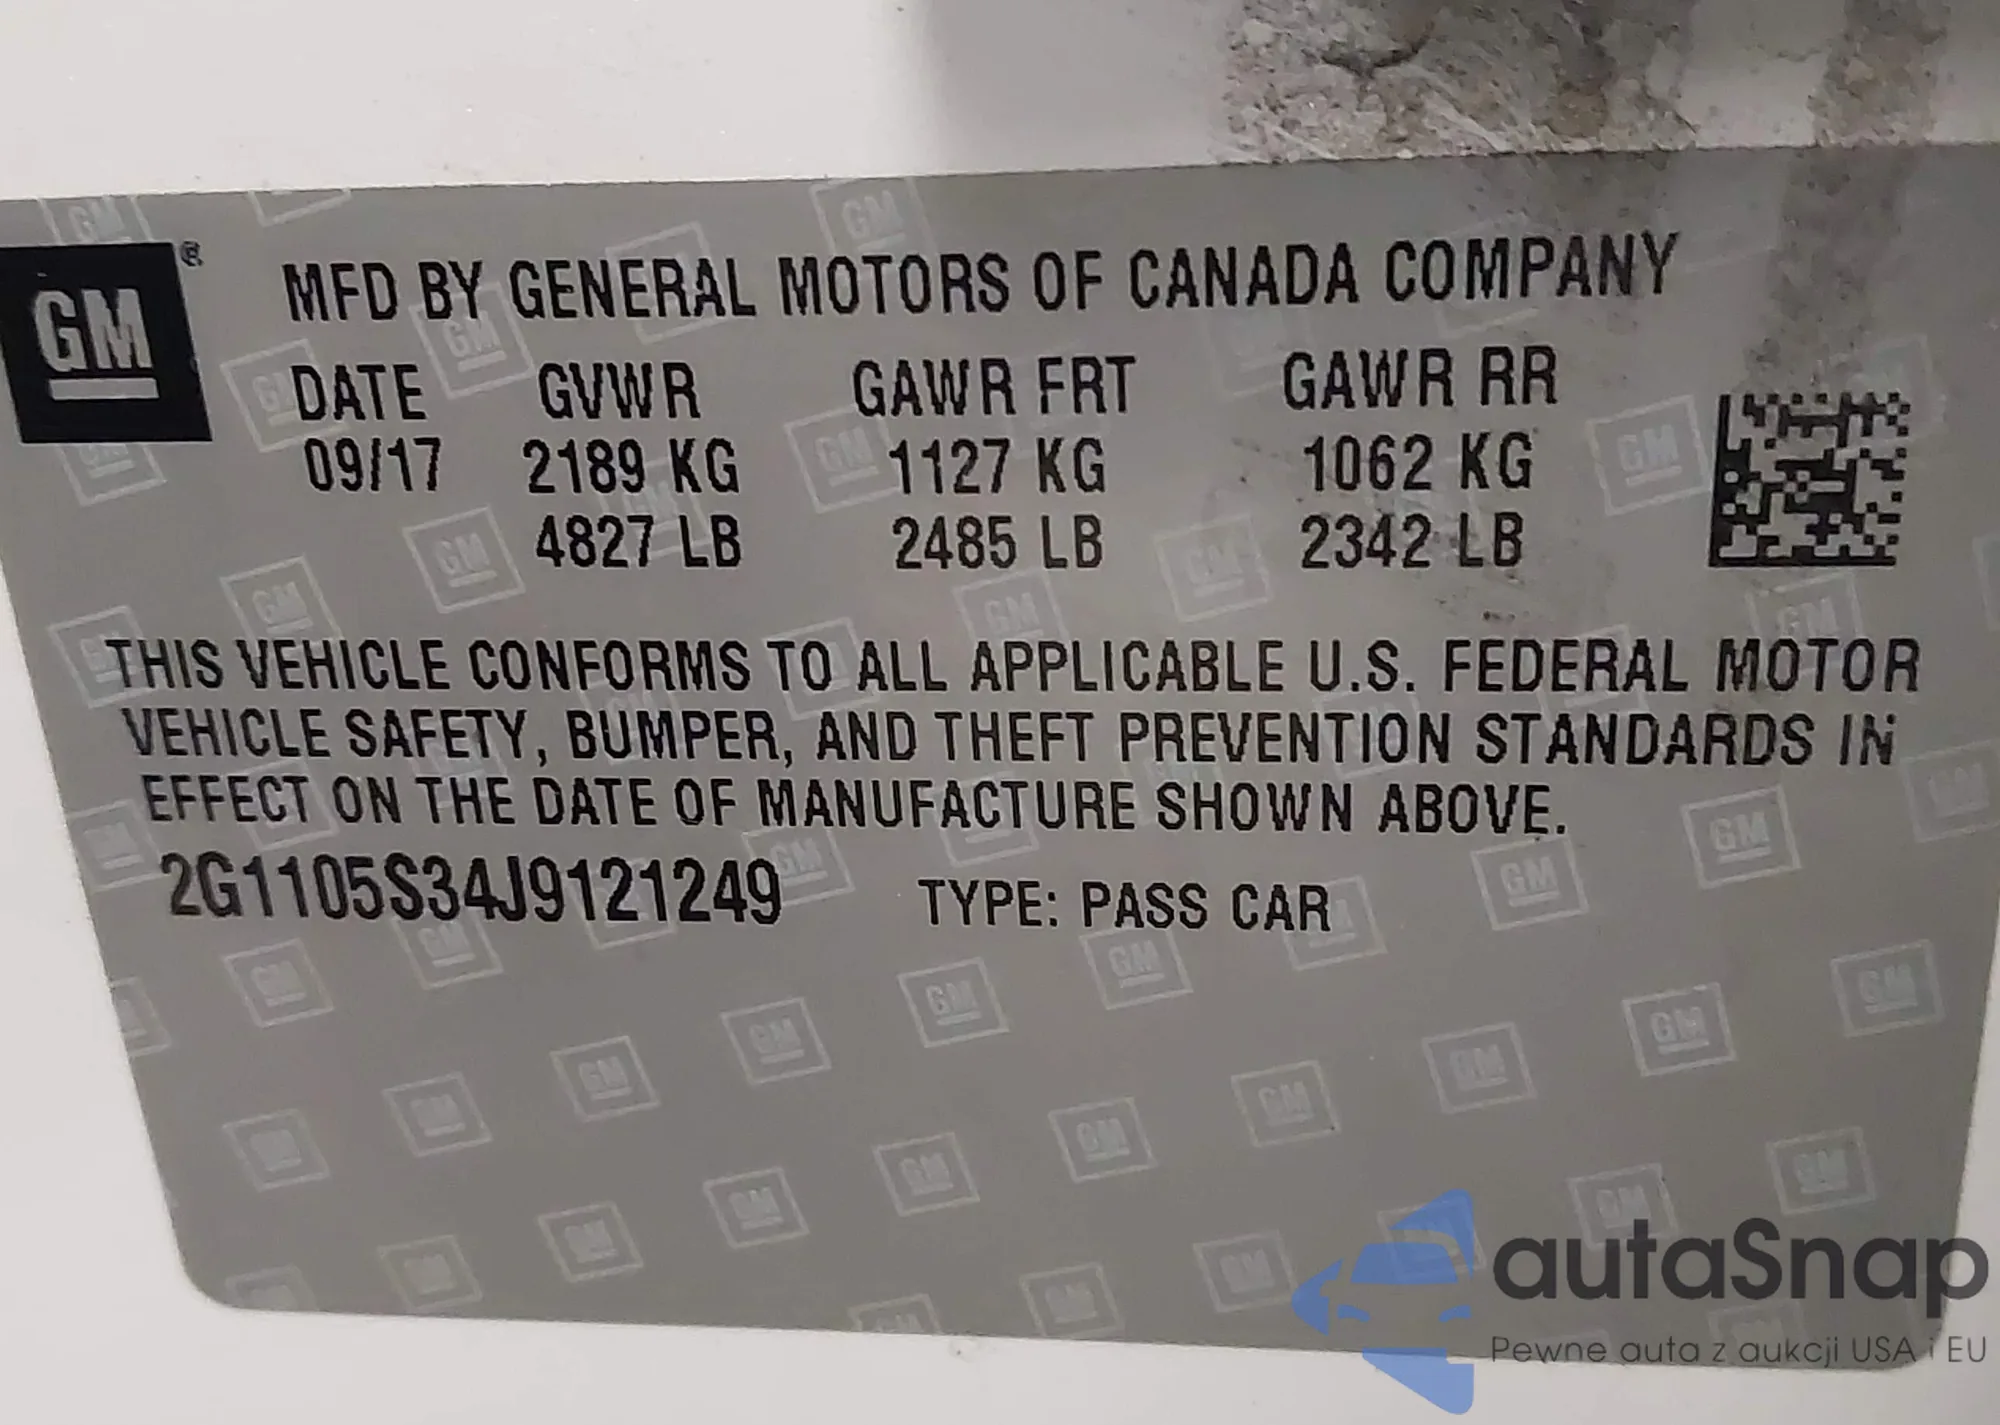 GM ®
MFD BY GENERAL MOTORS OF CANADA COMPANY
DATE GVWR GAWR FRT GAWR RR
09/17 2189 KG 1127 KG 1062 KG
4827 LB 2485 LB 2342 LB
THIS VEHICLE CONFORMS TO ALL APPLICABLE U.S. FEDERAL MOTOR
VEHICLE SAFETY, BUMPER, AND THEFT PREVENTION STANDARDS IN
EFFECT ON THE DATE OF MANUFACTURE SHOWN ABOVE.
2G1105S34J9121249 TYPE: PASS CAR
autaSnap
Pewne auta z aukcji USA i EU